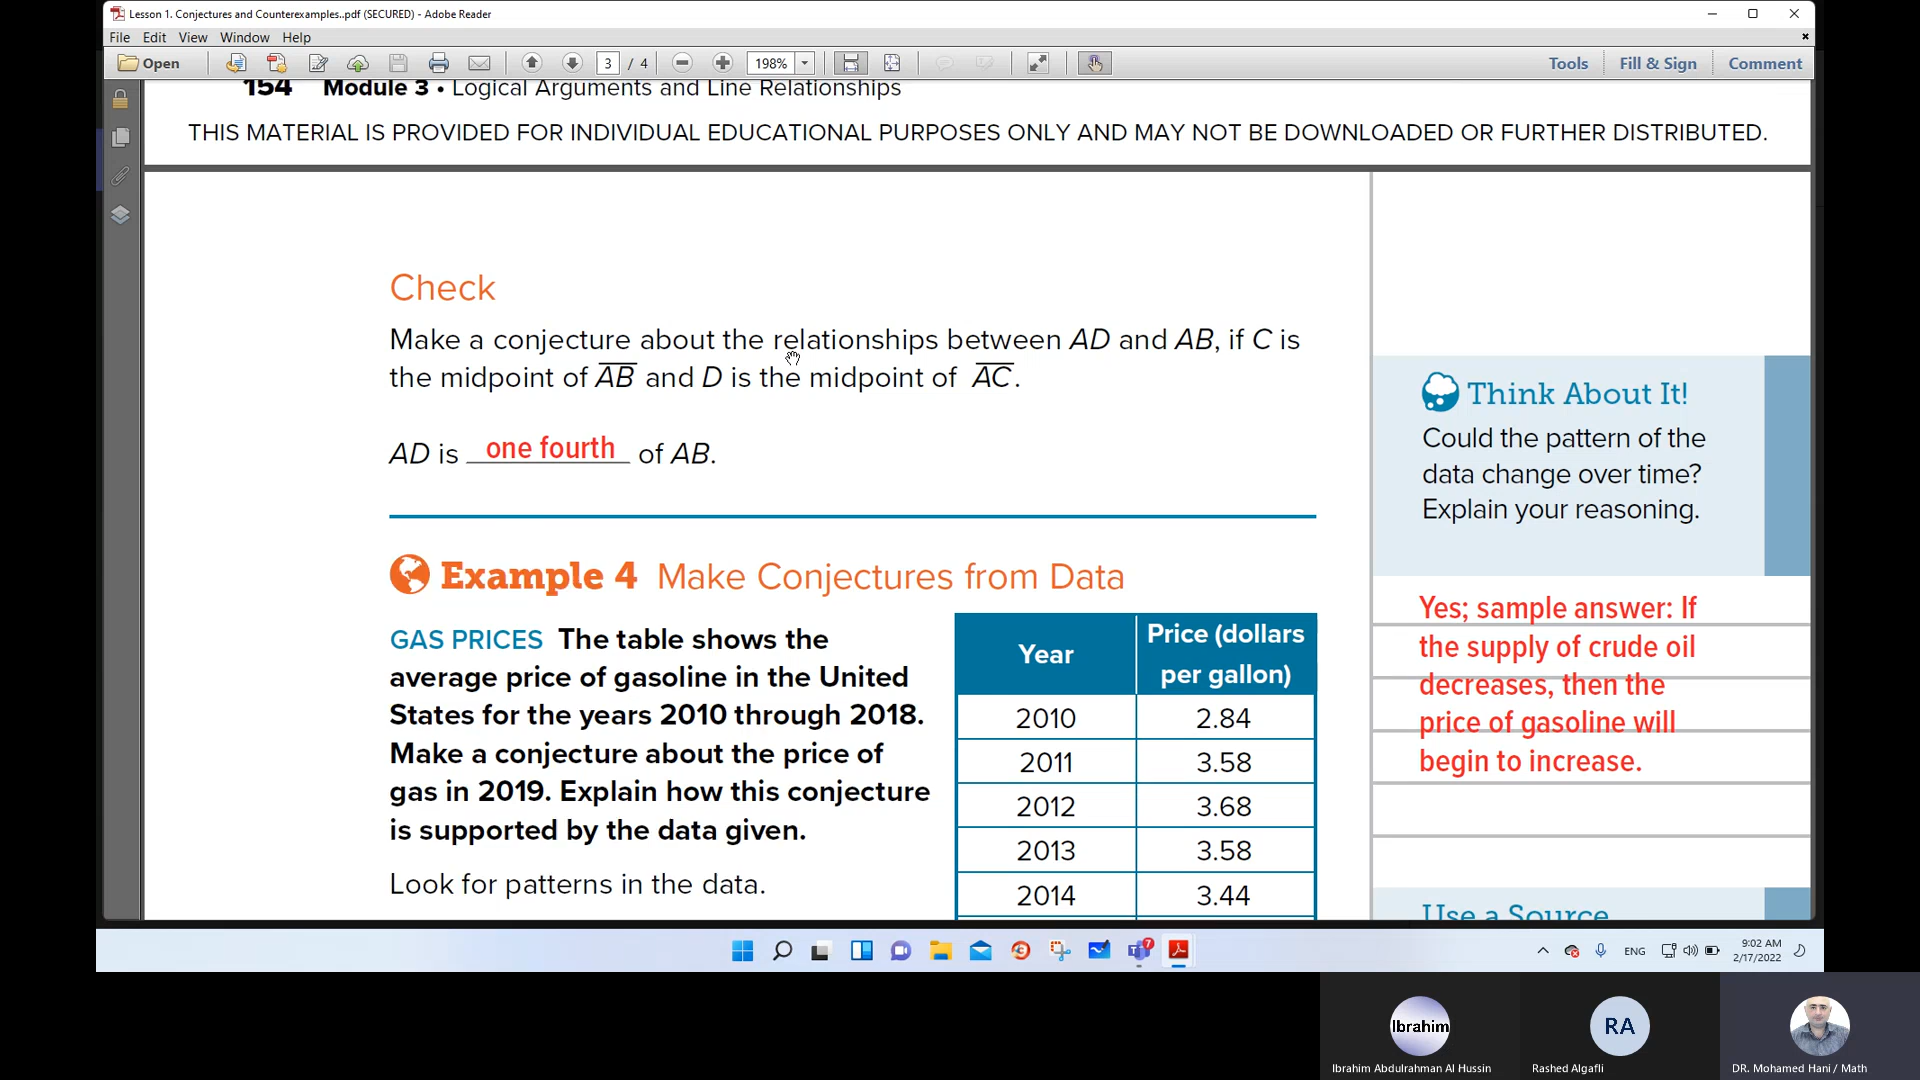 Lesson 1. Conjectures and Counterexamples..pdf (SECURED) - Adobe Reader
File Edit View Window Help
Open 3 / 4 198% Tools Fill & Sign Comment
154 Module 3 • Logical Arguments and Line Relationships
THIS MATERIAL IS PROVIDED FOR INDIVIDUAL EDUCATIONAL PURPOSES ONLY AND MAY NOT BE DOWNLOADED OR FURTHER DISTRIBUTED.
Check
Make a conjecture about the relationships between AD and AB, if C is
the midpoint of AB and D is the midpoint of AC.
AD is one fourth of AB.
Example 4 Make Conjectures from Data
GAS PRICES The table shows the
average price of gasoline in the United
States for the years 2010 through 2018.
Make a conjecture about the price of
gas in 2019. Explain how this conjecture
is supported by the data given.
Look for patterns in the data.
Year Price (dollars
per gallon)
2010 2.84
2011 3.58
2012 3.68
2013 3.58
2014 3.44
Think About It!
Could the pattern of the
data change over time?
Explain your reasoning.
Yes; sample answer: If
the supply of crude oil
decreases, then the
price of gasoline will
begin to increase.
Use a Source
7
ENG
9:02 AM
2/17/2022
Ibrahim
RA
Ibrahim Abdulrahman Al Hussin
Rashed Algafli
DR. Mohamed Hani / Math